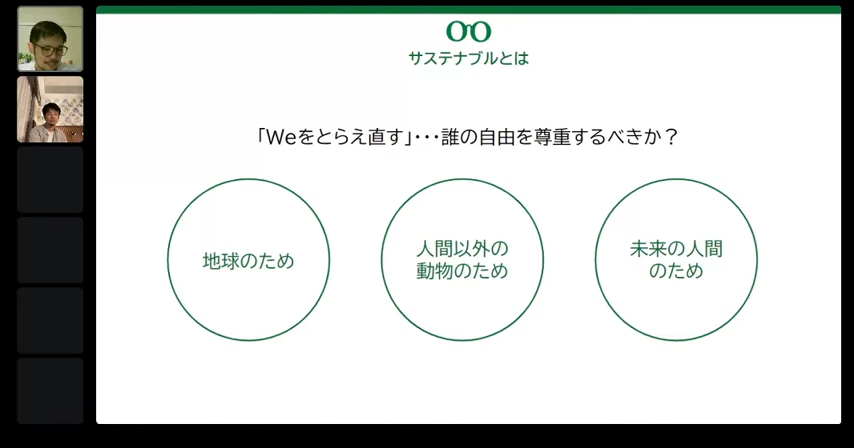 サステナブルとは
「Weをとらえ直す」・・・誰の自由を尊重するべきか？
地球のため
人間以外の
動物のため
未来の人間
のため